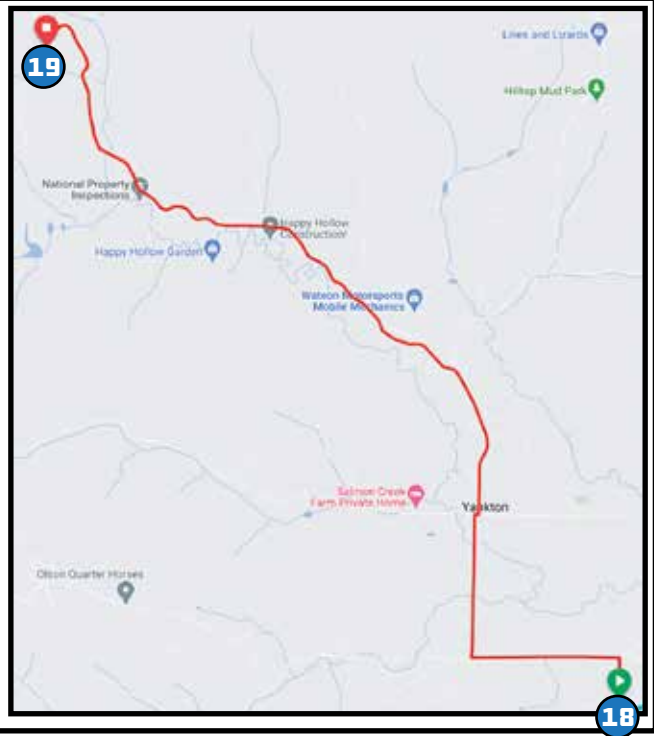 Lines and Lizards
Hilltop Mud Park
19
National Property
Inspections
Happy Hollow
Construction
Happy Hollow Garden
Watson Motorsports
Mobile Mechanics
Salmon Creek
Farm Private Home
Yankton
Olson Quarter Horses
18